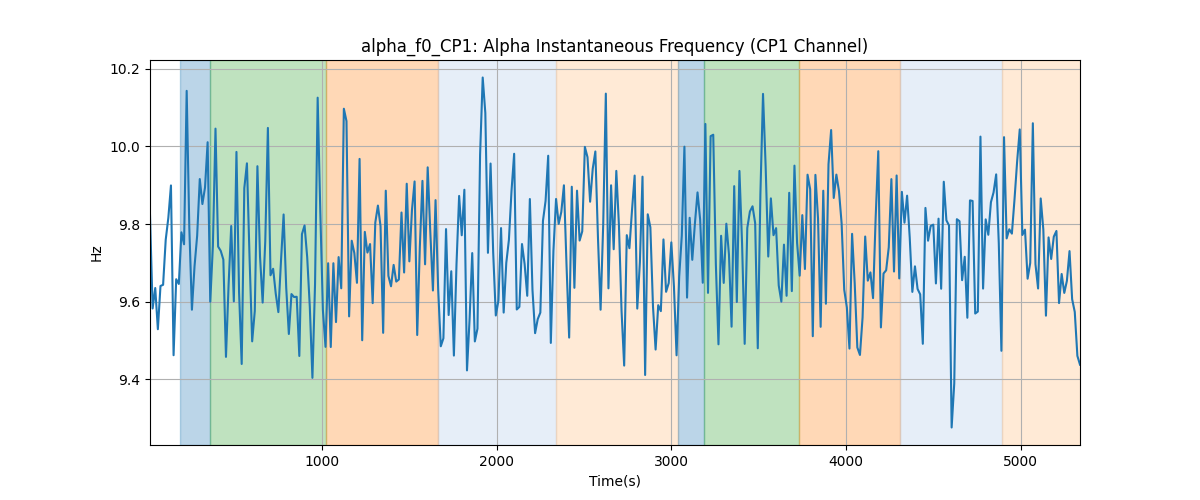 alpha_f0_CP1: Alpha Instantaneous Frequency (CP1 Channel)
10.2
10.0
9.8
9.6
9.4
Hz
1000 2000 3000 4000 5000
Time(s)